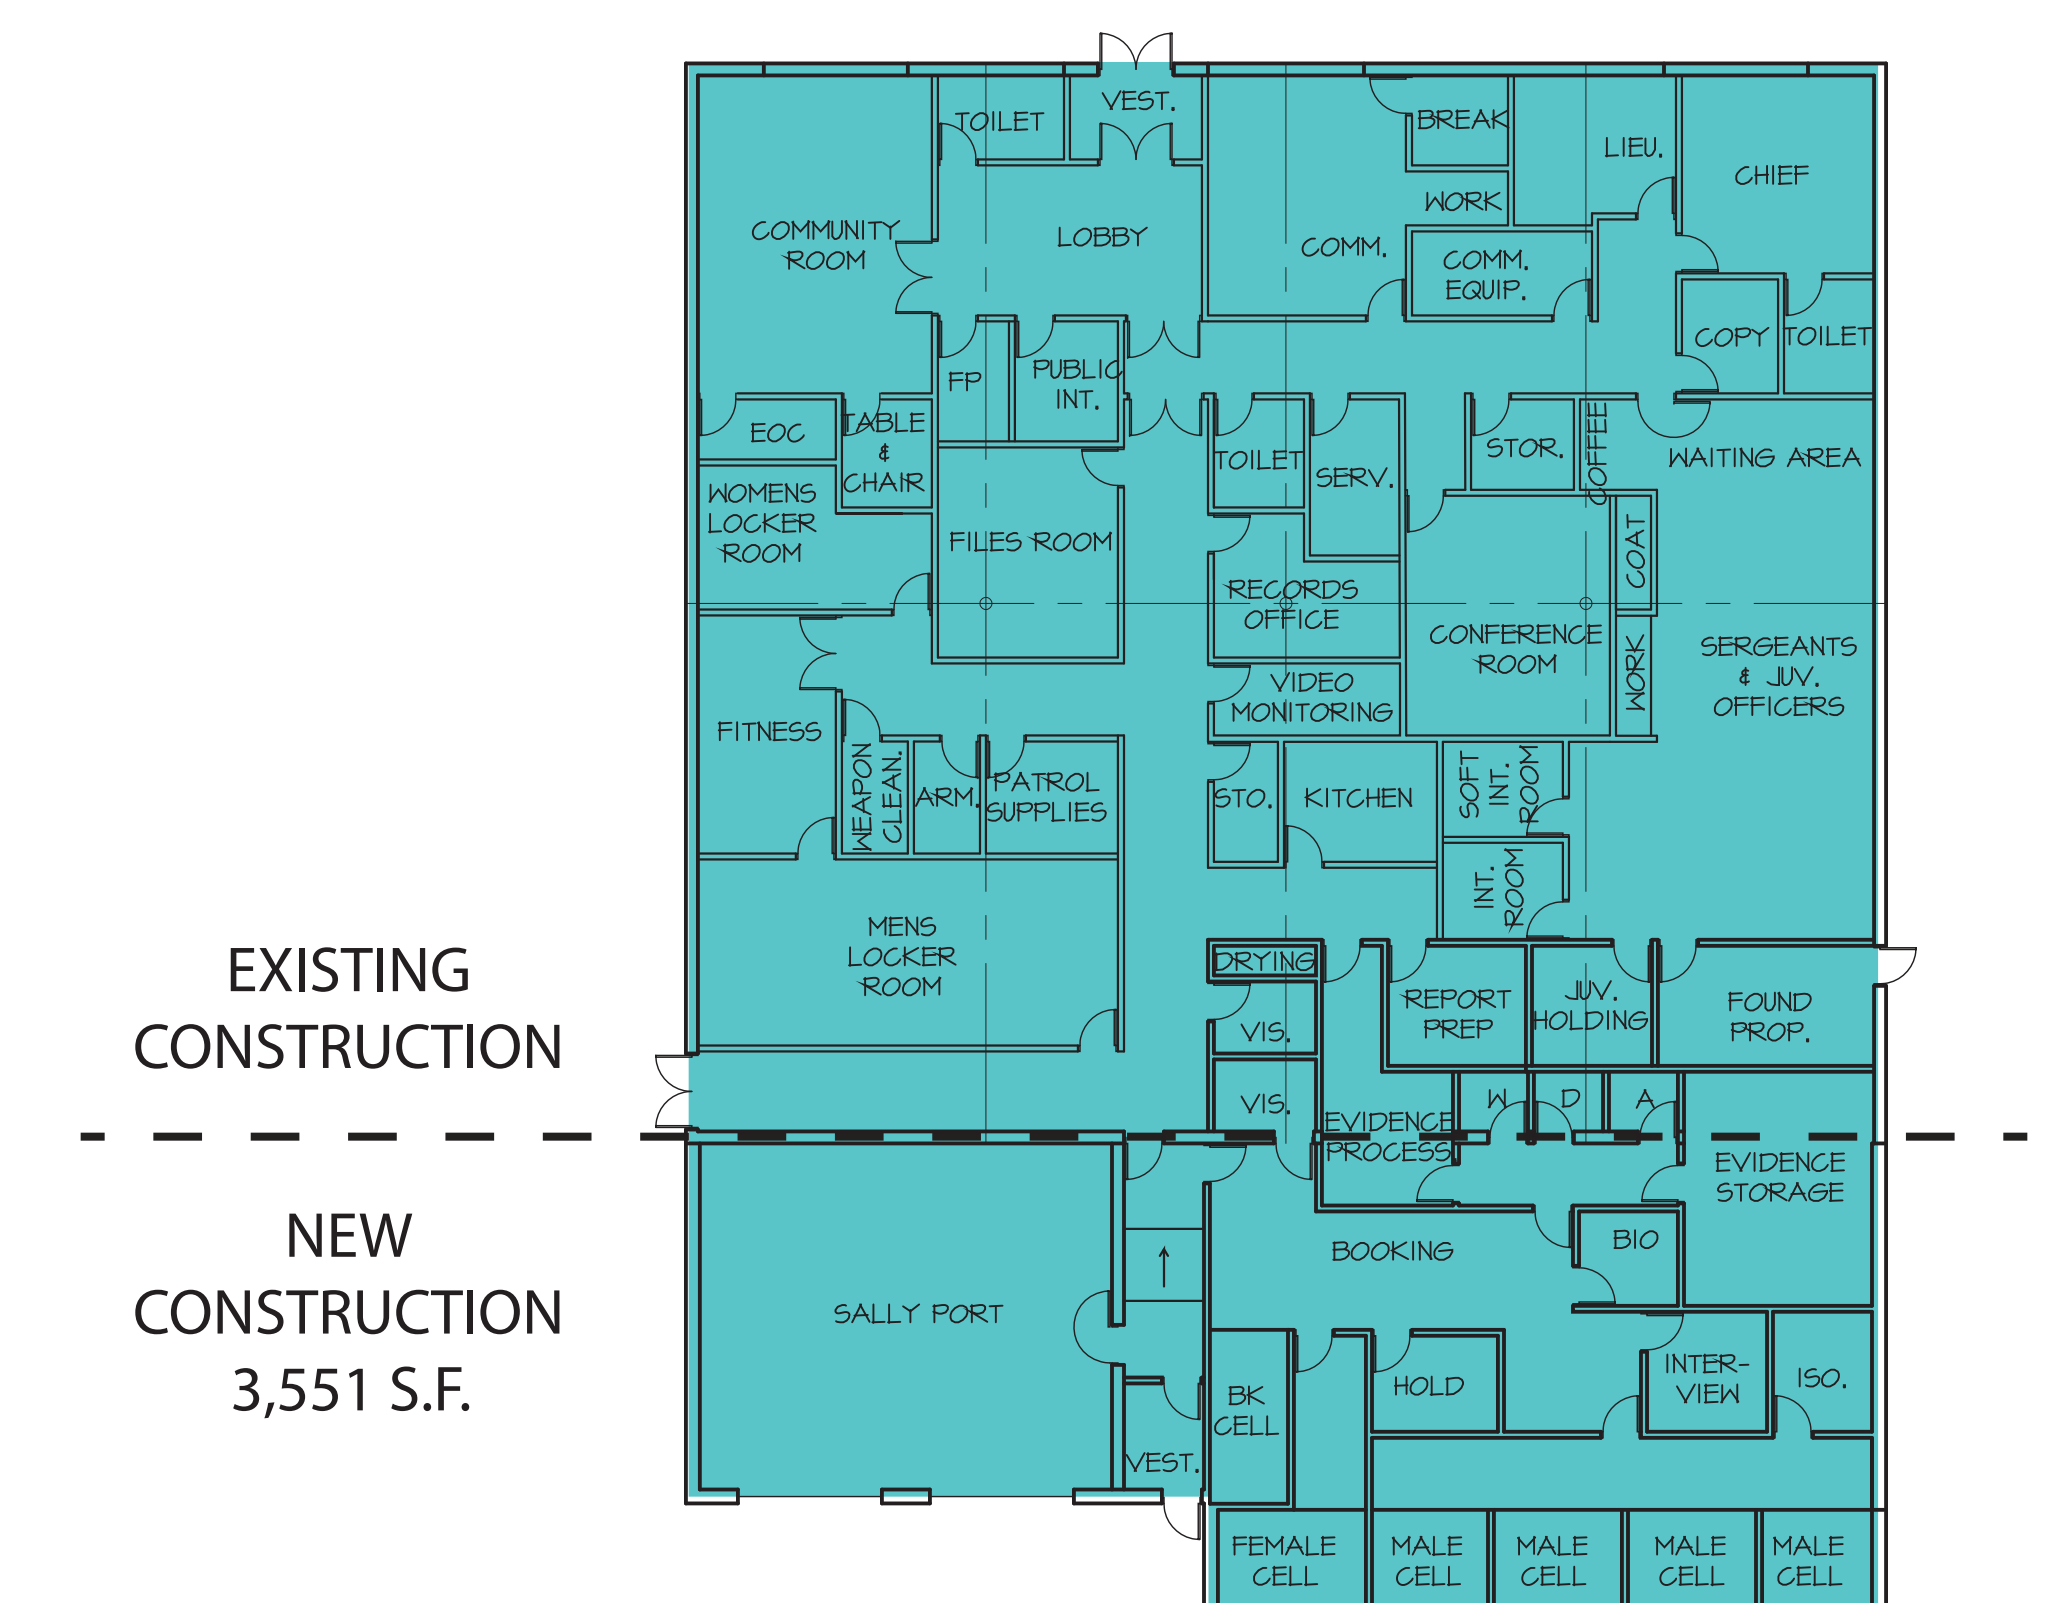 VEST.
TOILET
BREAK
LIEU.
CHIEF
WORK
COMMUNITY
ROOM
LOBBY
COMM.
COMM.
EQUIP.
COPY
TOILET
FP
PUBLIC
INT.
EOC
TABLE
&
CHAIR
TOILET
SERV.
STOR.
COFFEE
WAITING AREA
WOMENS
LOCKER
ROOM
FILES ROOM
COAT
RECORDS
OFFICE
CONFERENCE
ROOM
WORK
SERGEANTS
& JUV.
OFFICERS
VIDEO
MONITORING
FITNESS
WEAPON
CLEAN.
ARM.
PATROL
SUPPLIES
STO.
KITCHEN
SOFT
INT.
ROOM
INT.
ROOM
MENS
LOCKER
ROOM
DRYING
REPORT
PREP
JUV.
HOLDING
FOUND
PROP.
VIS.
VIS.
EVIDENCE
PROCESS
W
D
A
EVIDENCE
STORAGE
EXISTING
CONSTRUCTION
NEW
CONSTRUCTION
3,551 S.F.
BOOKING
BIO
SALLY PORT
BK
CELL
HOLD
INTER-
VIEW
ISO.
VEST.
FEMALE
CELL
MALE
CELL
MALE
CELL
MALE
CELL
MALE
CELL